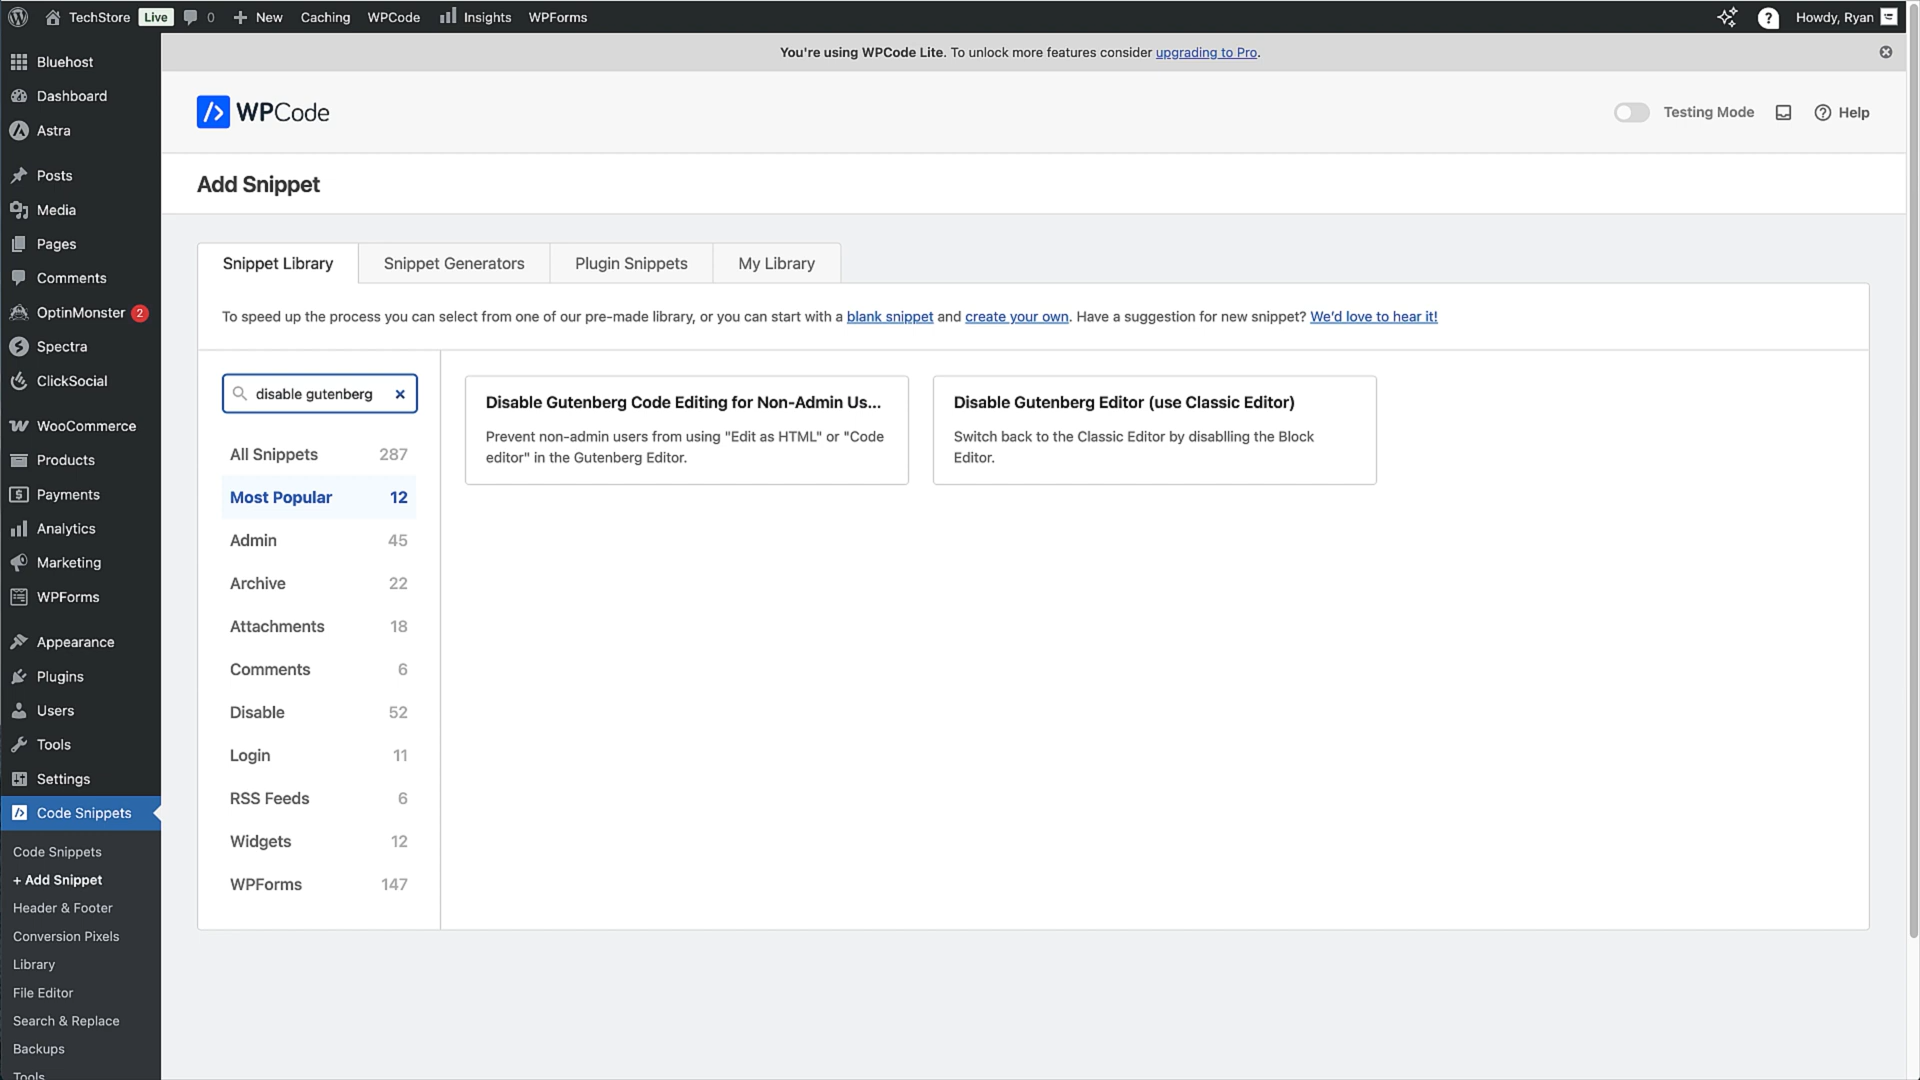 TechStore Live 0 New Caching WPCode Insights WPForms Howdy, Ryan
Bluehost
Dashboard
Astra
Posts
Media
Pages
Comments
OptinMonster 2
Spectra
ClickSocial
WooCommerce
Products
Payments
Analytics
Marketing
WPForms
Appearance
Plugins
Users
Tools
Settings
Code Snippets
Code Snippets
+ Add Snippet
Header & Footer
Conversion Pixels
Library
File Editor
Search & Replace
Backups
Tools
You're using WPCode Lite. To unlock more features consider upgrading to Pro.
WPCode
Testing Mode
Help
Add Snippet
Snippet Library
Snippet Generators
Plugin Snippets
My Library
To speed up the process you can select from one of our pre-made library, or you can start with a blank snippet and create your own. Have a suggestion for new snippet? We'd love to hear it!
disable gutenberg
All Snippets 287
Most Popular 12
Admin 45
Archive 22
Attachments 18
Comments 6
Disable 52
Login 11
RSS Feeds 6
Widgets 12
WPForms 147
Disable Gutenberg Code Editing for Non-Admin Us...
Prevent non-admin users from using "Edit as HTML" or "Code
editor" in the Gutenberg Editor.
Disable Gutenberg Editor (use Classic Editor)
Switch back to the Classic Editor by disablling the Block
Editor.